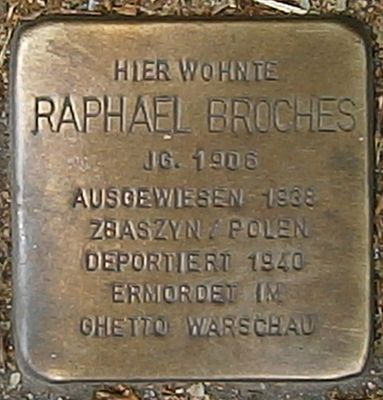 HIER WOHNTE
RAPHAEL BROCHES
JG. 1906
AUSGEWIESEN 1938
ZBASZYN / POLEN
DEPORTIERT 1940
ERMORDET IM
GHETTO WARSCHAU